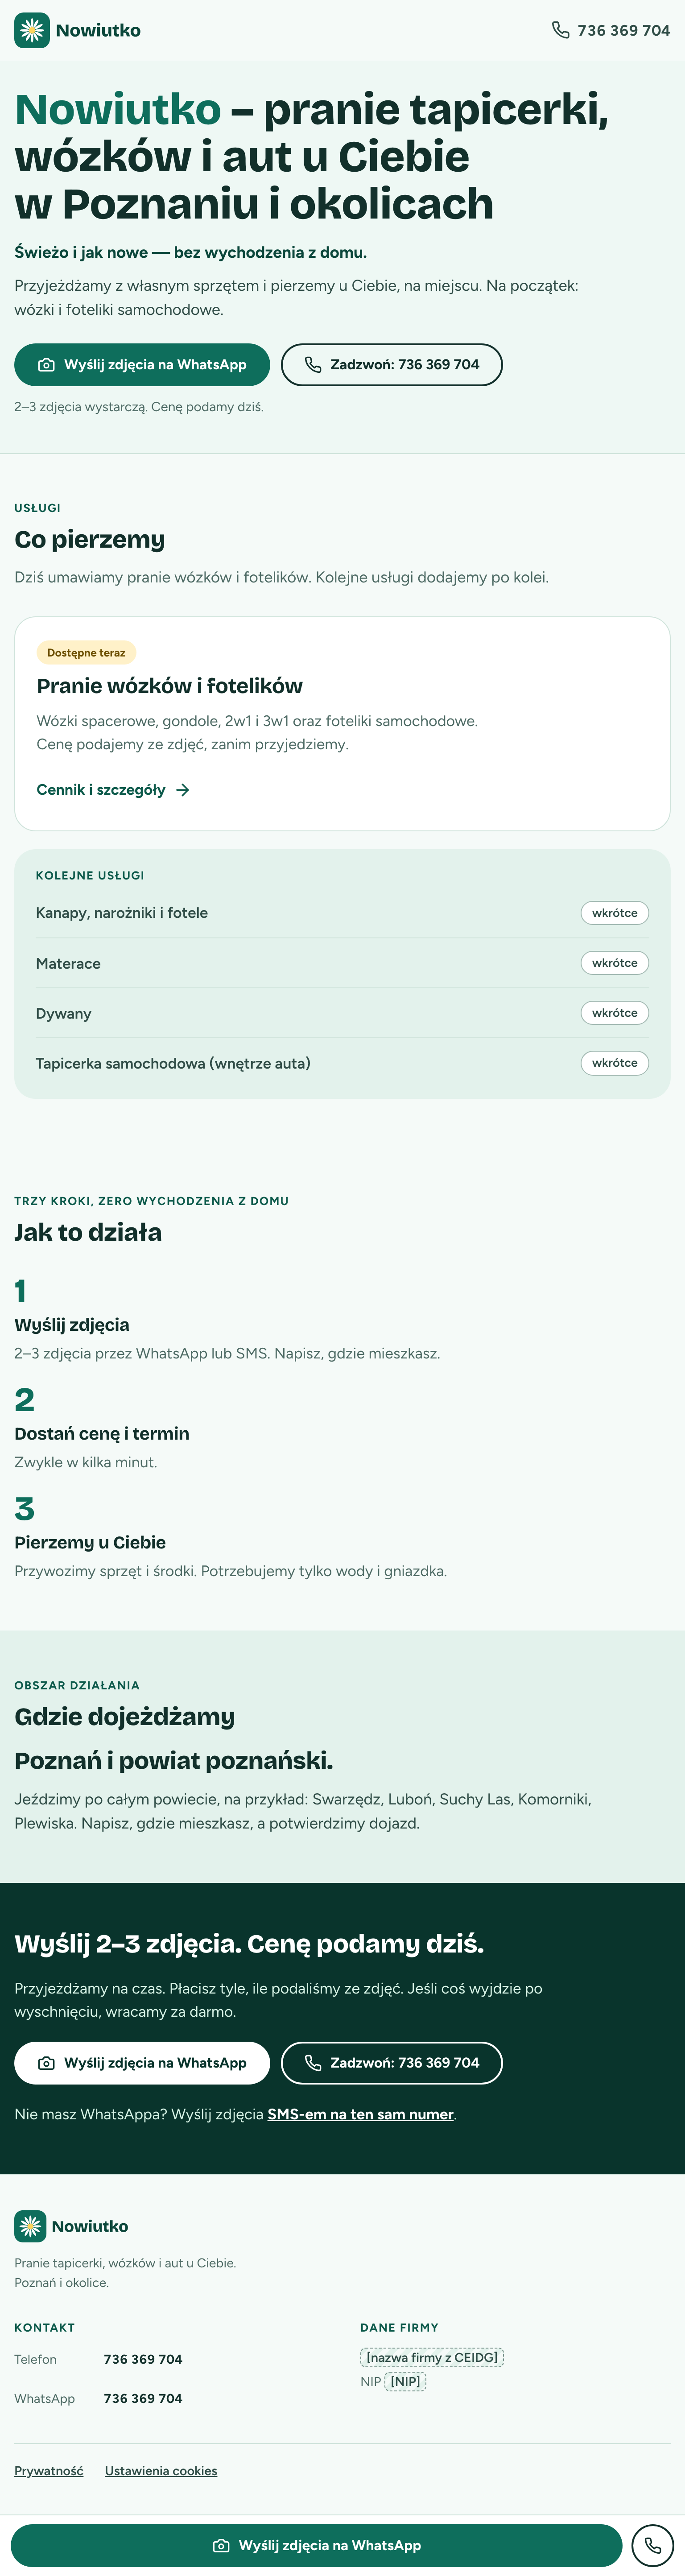 Nowiutko
736 369 704
Nowiutko – pranie tapicerki,
wózków i aut u Ciebie
w Poznaniu i okolicach
Świeżo i jak nowe — bez wychodzenia z domu.
Przyjeżdżamy z własnym sprzętem i pierzemy u Ciebie, na miejscu. Na początek:
wózki i foteliki samochodowe.
Wyślij zdjęcia na WhatsApp
Zadzwoń: 736 369 704
2–3 zdjęcia wystarczą. Cenę podamy dziś.
USŁUGI
Co pierzemy
Dziś umawiamy pranie wózków i fotelików. Kolejne usługi dodajemy po kolei.
Dostępne teraz
Pranie wózków i fotelików
Wózki spacerowe, gondole, 2w1 i 3w1 oraz foteliki samochodowe.
Cenę podajemy ze zdjęć, zanim przyjedziemy.
Cennik i szczegóły
KOLEJNE USŁUGI
Kanapy, narożniki i fotele
wkrótce
Materace
wkrótce
Dywany
wkrótce
Tapicerka samochodowa (wnętrze auta)
wkrótce
TRZY KROKI, ZERO WYCHODZENIA Z DOMU
Jak to działa
1
Wyślij zdjęcia
2–3 zdjęcia przez WhatsApp lub SMS. Napisz, gdzie mieszkasz.
2
Dostań cenę i termin
Zwykle w kilka minut.
3
Pierzemy u Ciebie
Przywozimy sprzęt i środki. Potrzebujemy tylko wody i gniazdka.
OBSZAR DZIAŁANIA
Gdzie dojeżdżamy
Poznań i powiat poznański.
Jeździmy po całym powiecie, na przykład: Swarzędz, Luboń, Suchy Las, Komorniki,
Plewiska. Napisz, gdzie mieszkasz, a potwierdzimy dojazd.
Wyślij 2–3 zdjęcia. Cenę podamy dziś.
Przyjeżdżamy na czas. Płacisz tyle, ile podaliśmy ze zdjęć. Jeśli coś wyjdzie po
wyschnięciu, wracamy za darmo.
Wyślij zdjęcia na WhatsApp
Zadzwoń: 736 369 704
Nie masz WhatsAppa? Wyślij zdjęcia SMS-em na ten sam numer.
Nowiutko
Pranie tapicerki, wózków i aut u Ciebie.
Poznań i okolice.
KONTAKT
Telefon 736 369 704
WhatsApp 736 369 704
DANE FIRMY
[nazwa firmy z CEIDG]
NIP [NIP]
Prywatność
Ustawienia cookies
Wyślij zdjęcia na WhatsApp